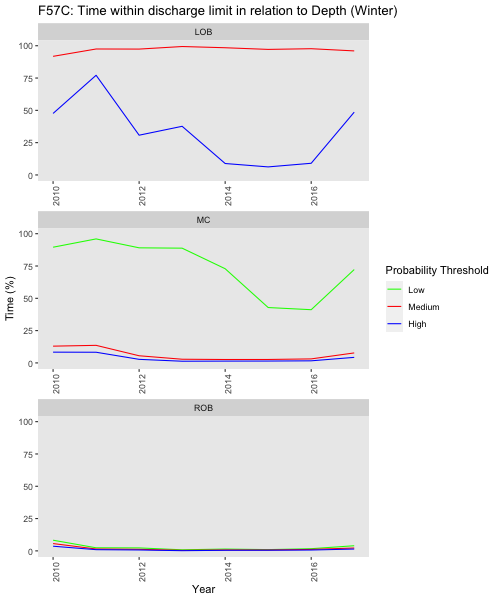 F57C: Time within discharge limit in relation to Depth (Winter)
LOB
100
75
50
25
0
2010
2012
2014
2016
MC
100
75
50
25
0
2010
2012
2014
2016
ROB
100
75
50
25
0
2010
2012
2014
2016
Time (%)
Year
Probability Threshold
Low
Medium
High